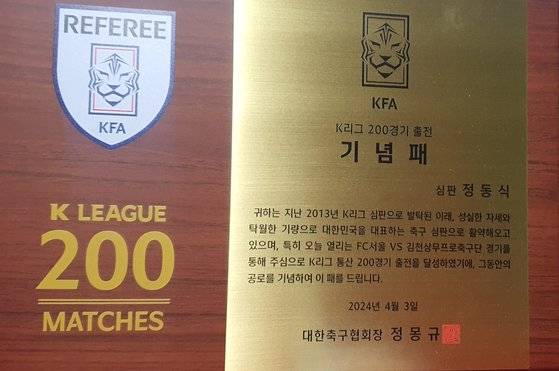 REFEREE
KFA
K LEAGUE
200
MATCHES
KFA
K리그 200경기 출전
기념패
심판 정동식
귀하는 지난 2013년 K리그 심판으로 발탁된 이래, 성실한 자세와
탁월한 기량으로 대한민국을 대표하는 축구 심판으로 활약해오고
있으며, 특히 오늘 열리는 FC서울 VS 김천상무프로축구단 경기를
통해 주심으로 K리그 통산 200경기 출전을 달성하였기에, 그동안의
공로를 기념하여 이 패를 드립니다.
2024년 4월 3일
대한축구협회장 정몽규